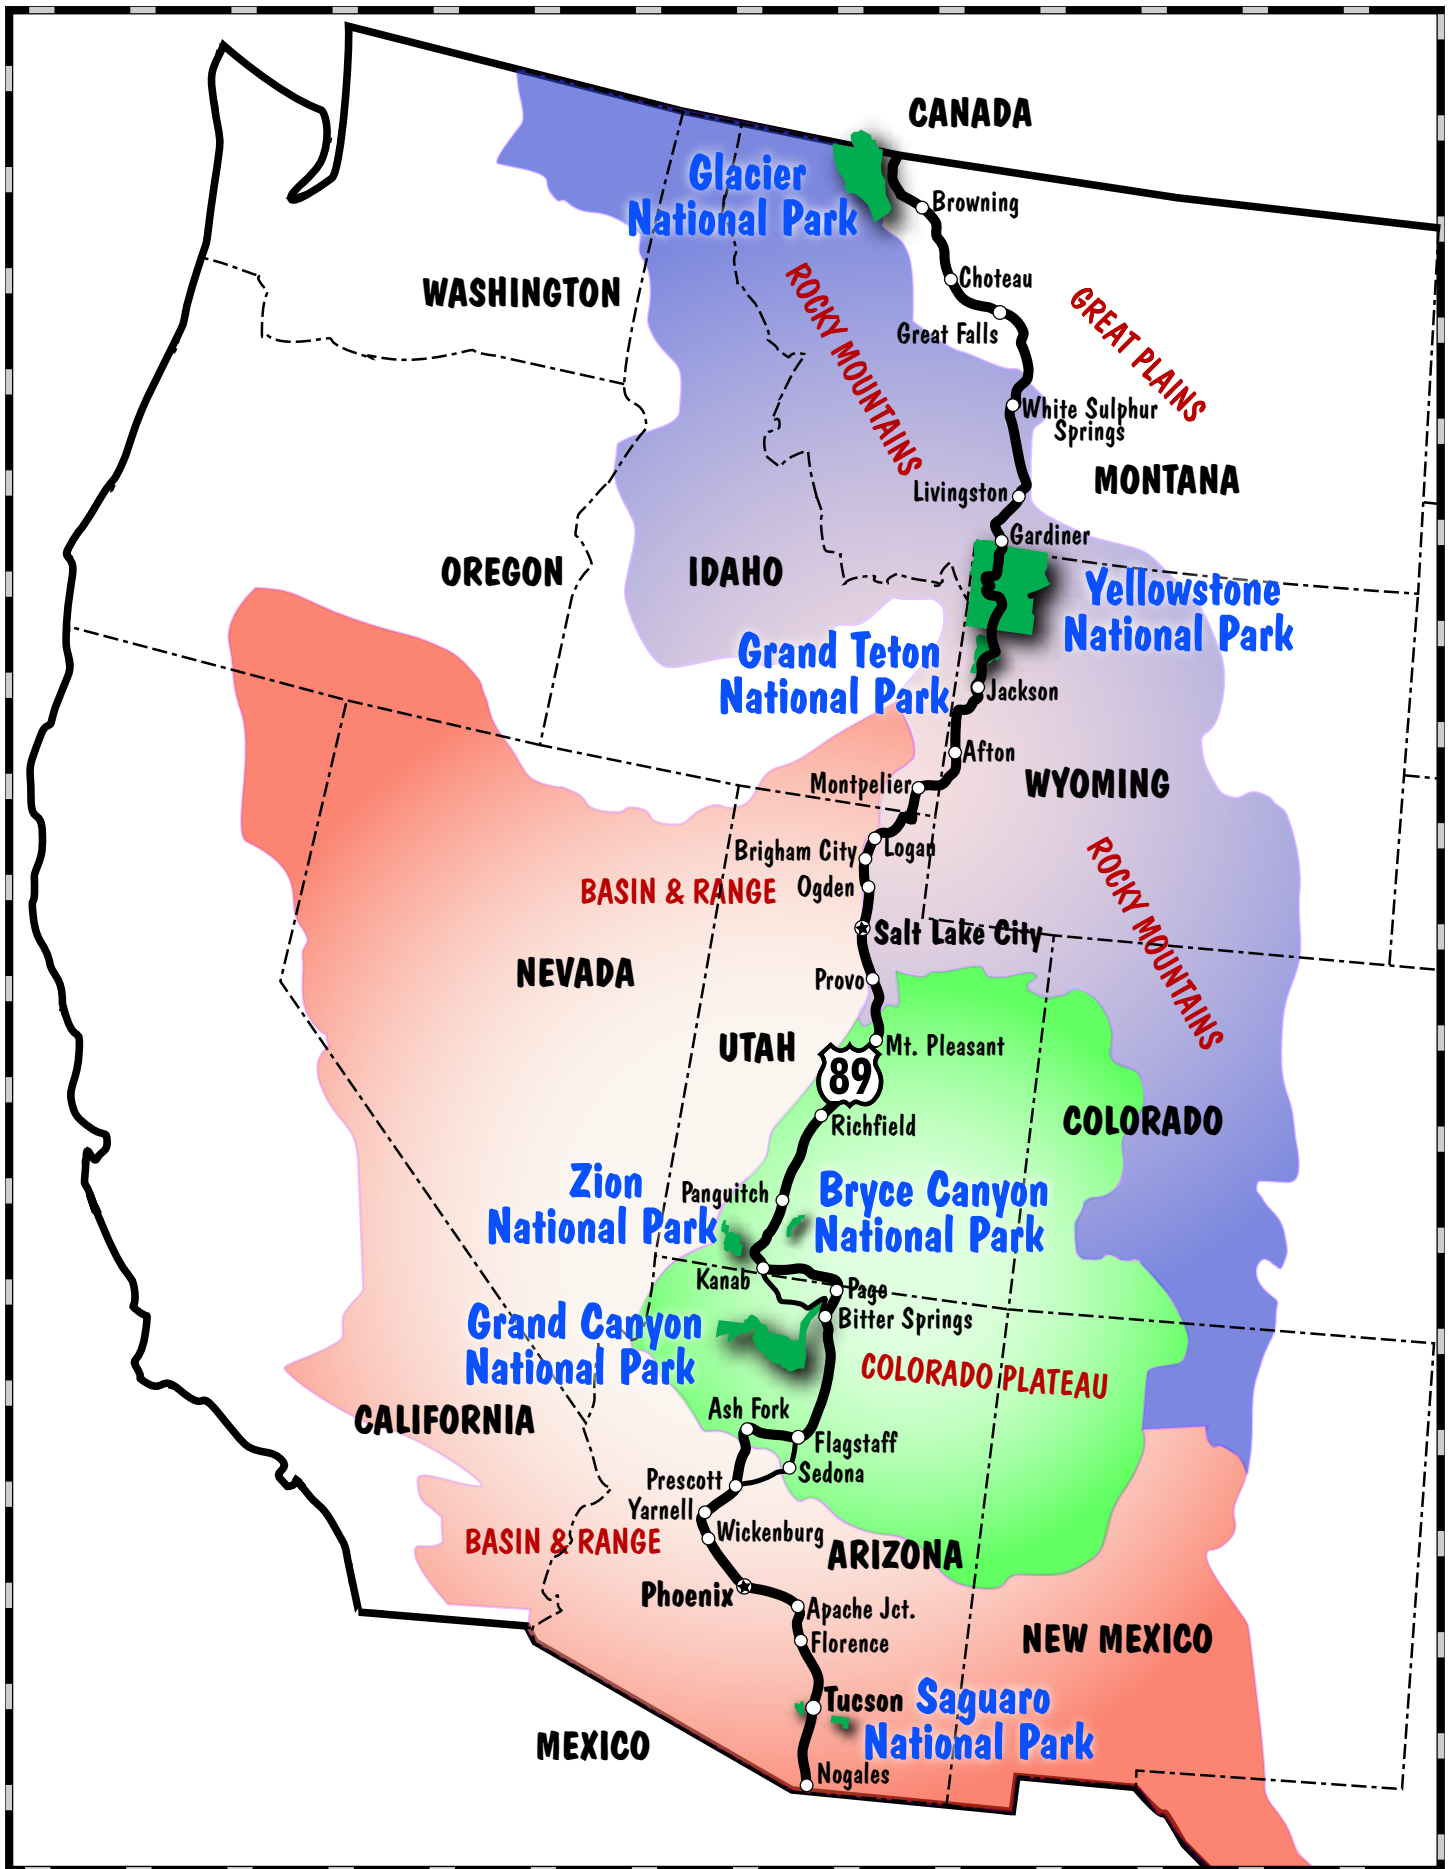 CANADA
Glacier
National Park
Browning
WASHINGTON
Choteau
ROCKY MOUNTAINS
GREAT PLAINS
Great Falls
White Sulphur
Springs
MONTANA
Livingston
Gardiner
OREGON
IDAHO
Yellowstone
National Park
Grand Teton
National Park
Jackson
Afton
Montpelier
WYOMING
Logan
Brigham City
BASIN & RANGE
Ogden
Salt Lake City
ROCKY MOUNTAINS
NEVADA
Provo
UTAH
Mt. Pleasant
89
COLORADO
Richfield
Zion
National Park
Panguitch
Bryce Canyon
National Park
Kanab
Page
Grand Canyon
National Park
Bitter Springs
COLORADO PLATEAU
CALIFORNIA
Ash Fork
Flagstaff
Sedona
Prescott
Yarnell
Wickenburg
BASIN & RANGE
ARIZONA
Phoenix
Apache Jct.
Florence
NEW MEXICO
Tucson
Saguaro
National Park
MEXICO
Nogales